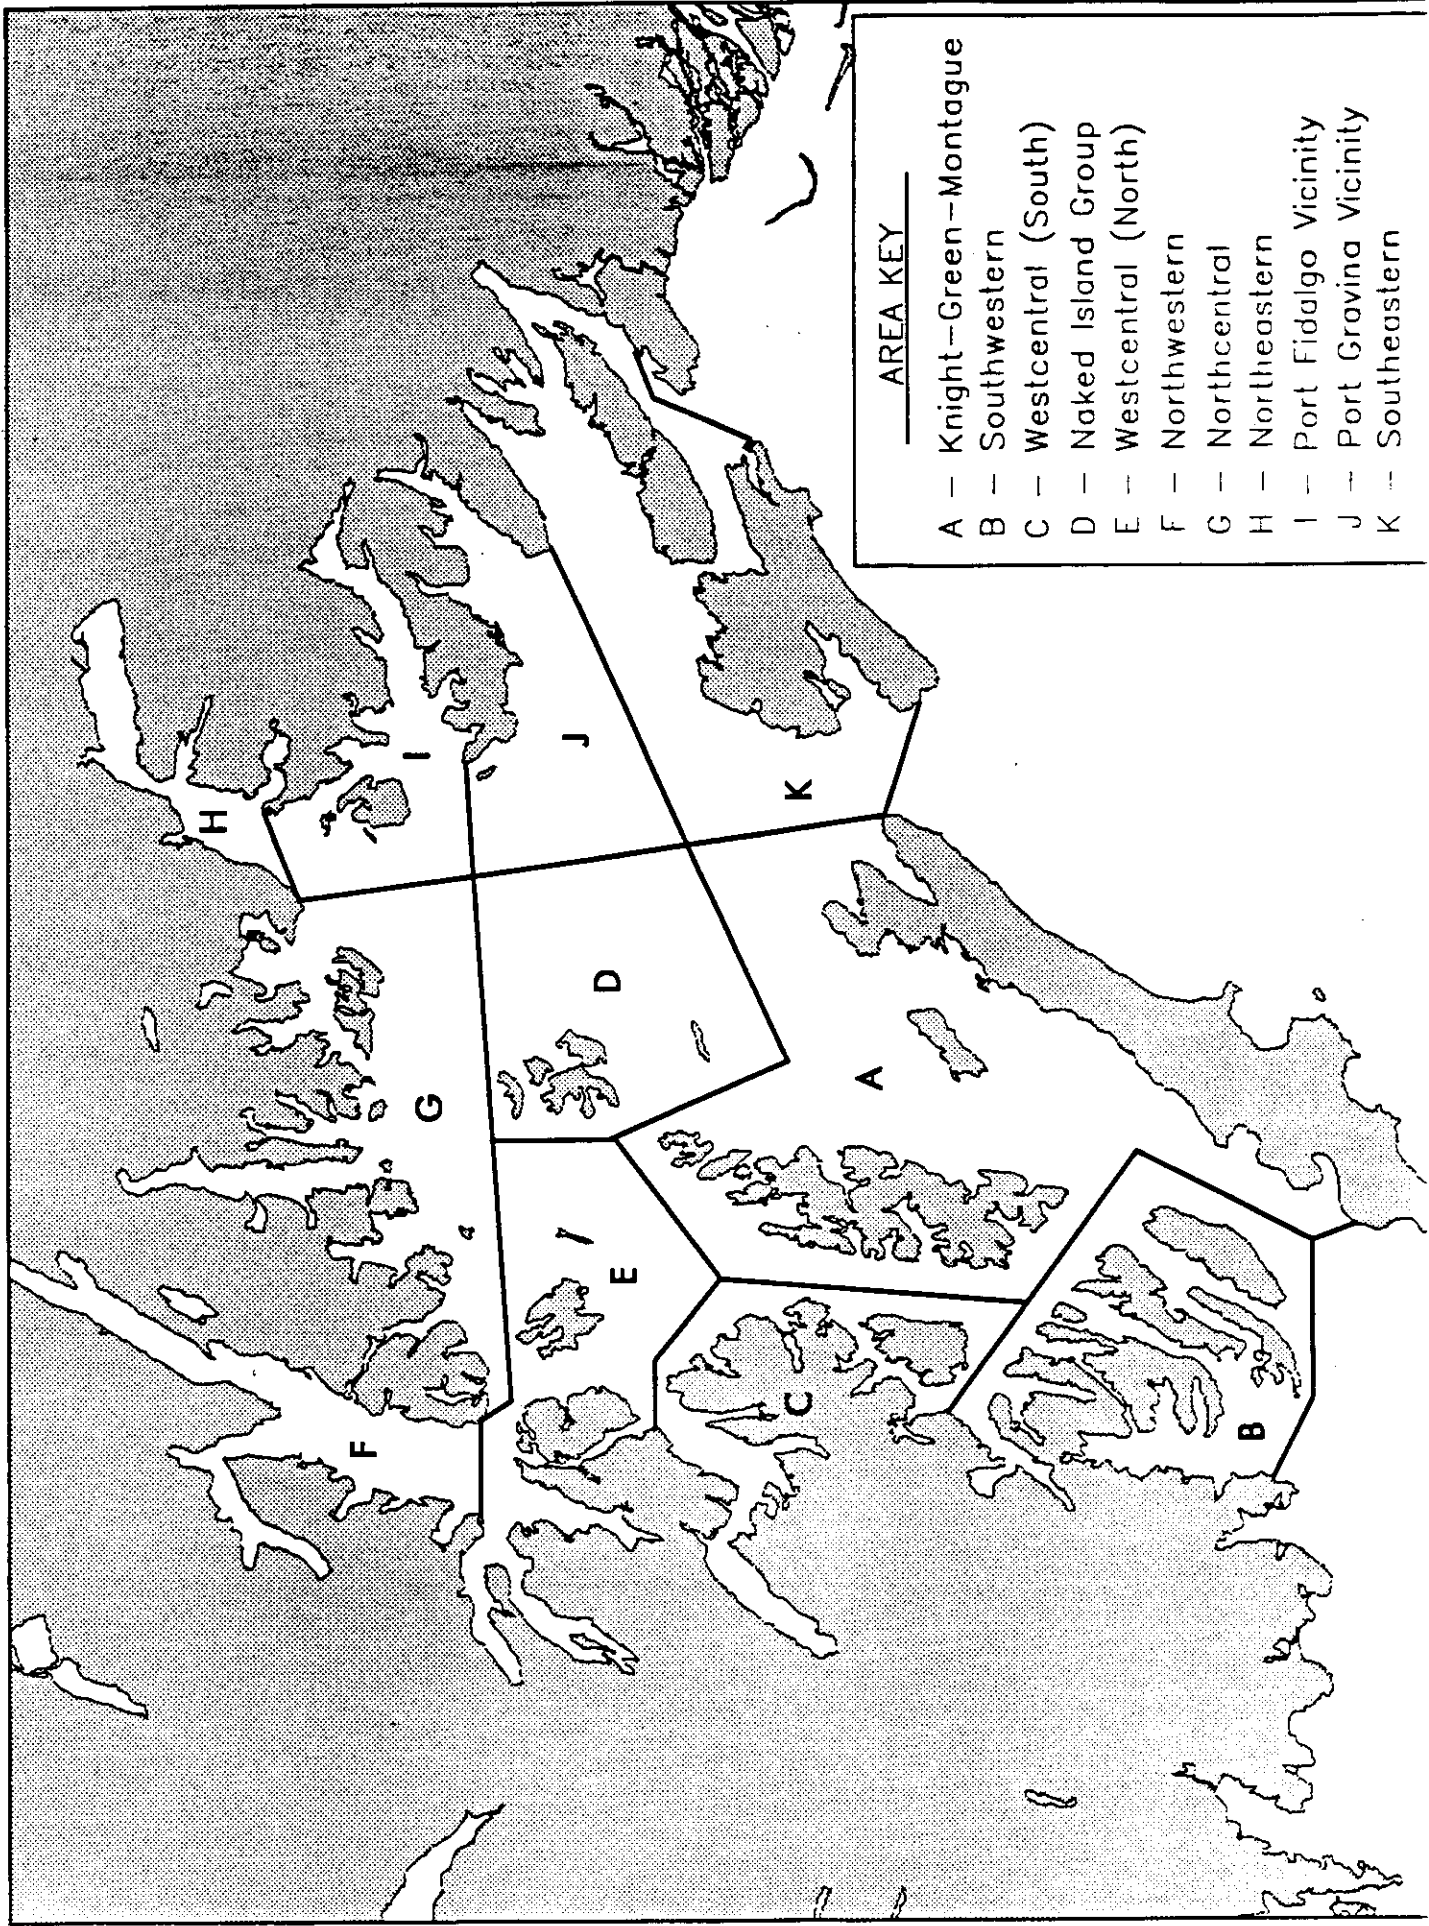 H
I
J
K
G
D
A
F
E
C
B
AREA KEY
A – Knight–Green–Montague
B – Southwestern
C – Westcentral (South)
D – Naked Island Group
E – Westcentral (North)
F – Northwestern
G – Northcentral
H – Northeastern
I – Port Fidalgo Vicinity
J – Port Gravina Vicinity
K – Southeastern